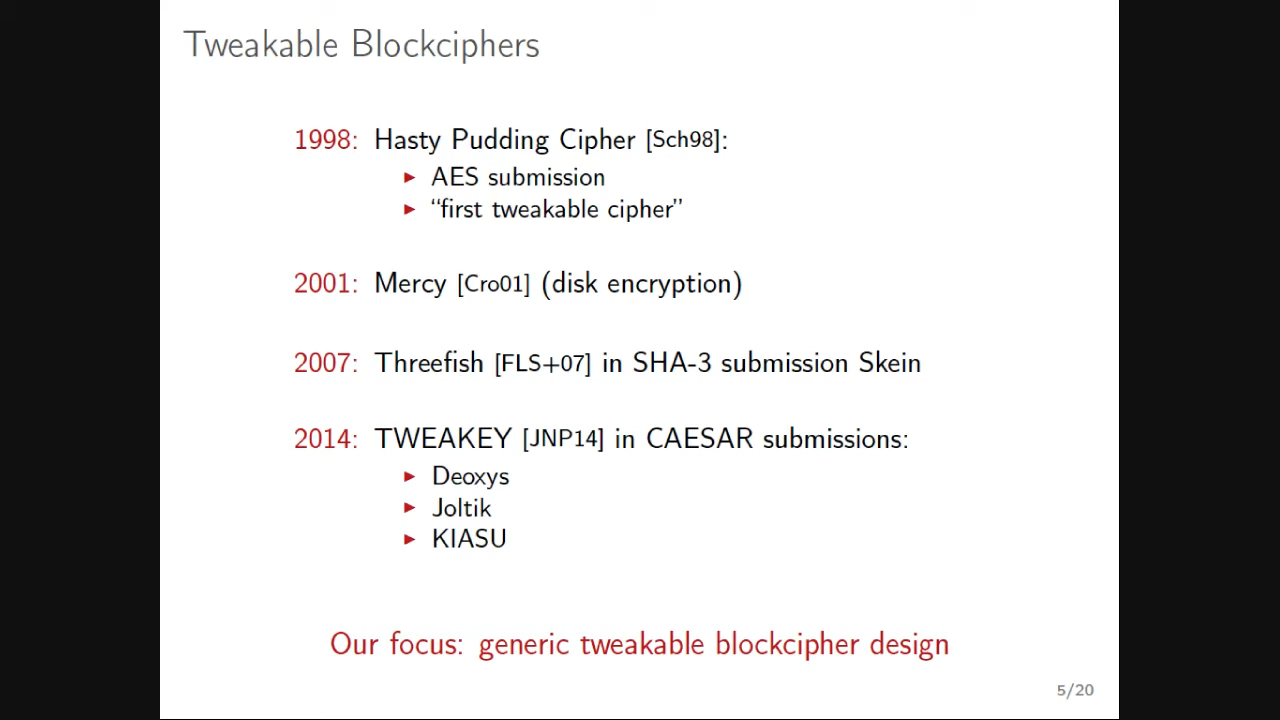 Tweakable Blockciphers
1998: Hasty Pudding Cipher [Sch98]:
▶ AES submission
▶ “first tweakable cipher”
2001: Mercy [Cro01] (disk encryption)
2007: Threefish [FLS+07] in SHA-3 submission Skein
2014: TWEAKEY [JNP14] in CAESAR submissions:
▶ Deoxys
▶ Joltik
▶ KIASU
Our focus: generic tweakable blockcipher design
5/20